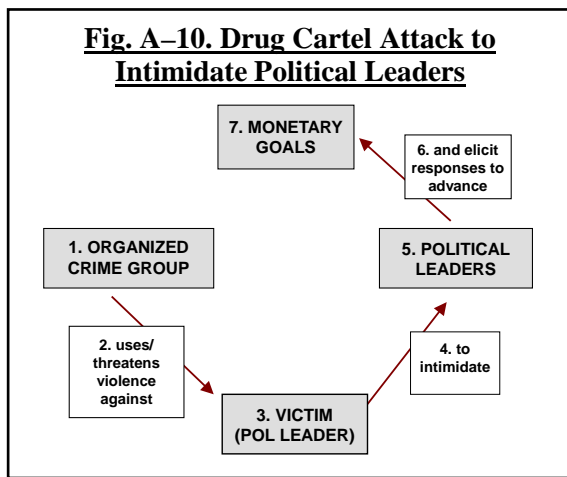 Fig. A–10. Drug Cartel Attack to
Intimidate Political Leaders
7. MONETARY
GOALS
6. and elicit
responses to
advance
1. ORGANIZED
CRIME GROUP
5. POLITICAL
LEADERS
2. uses/
threatens
violence
against
4. to
intimidate
3. VICTIM
(POL LEADER)